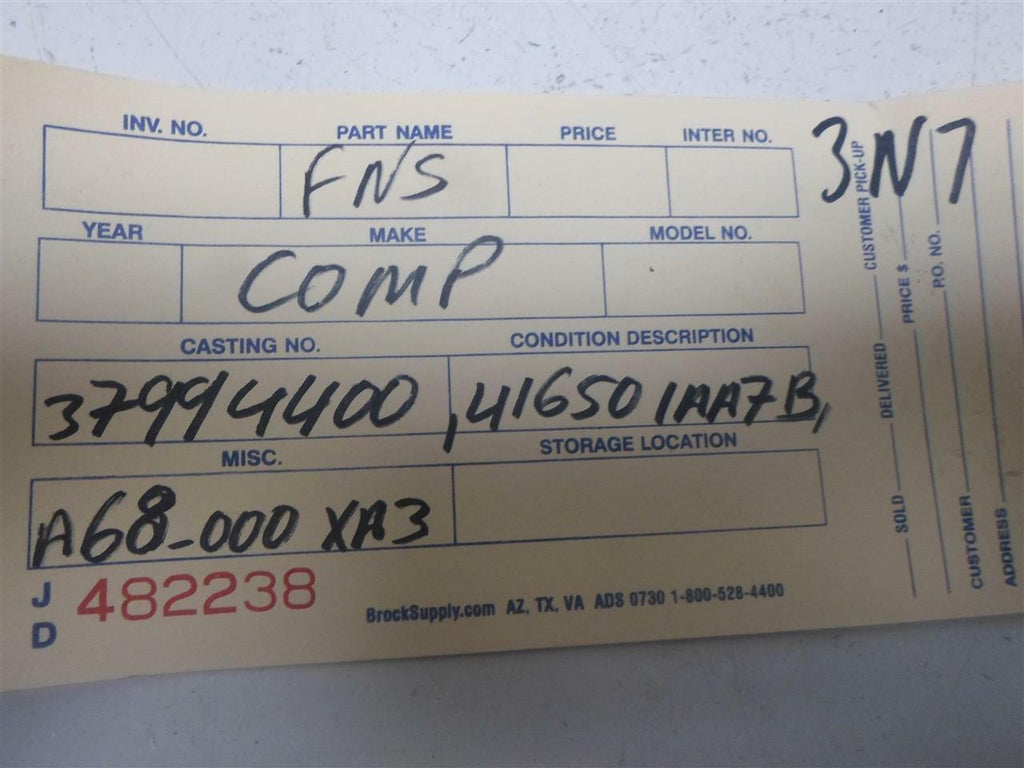 INV. NO. PART NAME PRICE INTER NO.
FNS
3N7
YEAR MAKE MODEL NO.
COMP
CASTING NO. CONDITION DESCRIPTION
37994400 , 416501AA7B,
MISC. STORAGE LOCATION
A68-000 XA3
J D 482238
BrockSupply.com AZ, TX, VA ADS 0730 1-800-528-4400
SOLD DELIVERED CUSTOMER PICK-UP
PRICE $
P.O. NO.
CUSTOMER
ADDRESS